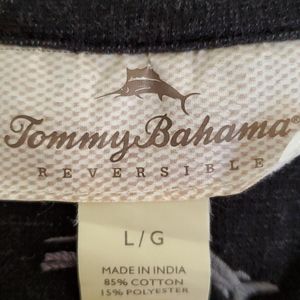 Tommy Bahama®
REVERSIBLE
L/G
MADE IN INDIA
85% COTTON
15% POLYESTER